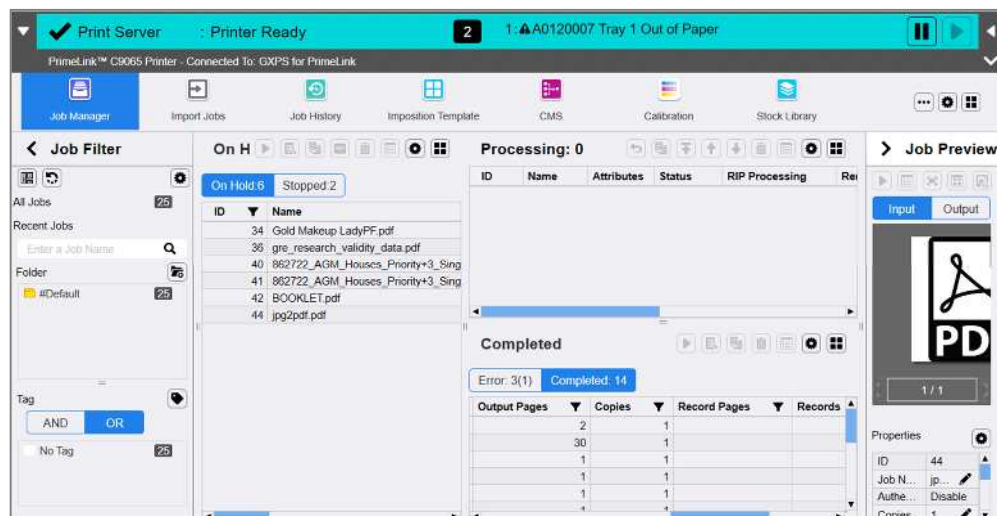 Print Server : Printer Ready 2 1: A0120007 Tray 1 Out of Paper
PrimeLink™ C9065 Printer - Connected To: GXPS for PrimeLink
Job Manager Import Jobs Job History Imposition Template CMS Calibration Stock Library
Job Filter
All Jobs 25
Recent Jobs
Enter a Job Name
Folder
#Default 25
Tag
AND OR
No Tag 25
On H
On Hold:6 Stopped:2
ID Name
34 Gold Makeup LadyPF.pdf
36 gre_research_validity_data.pdf
40 862722_AGM_Houses_Priority+3_Sing
41 862722_AGM_Houses_Priority+3_Sing
42 BOOKLET.pdf
44 jpg2pdf.pdf
Processing: 0
ID Name Attributes Status RIP Processing Rei
Completed
Error: 3(1) Completed: 14
Output Pages Copies Record Pages Records
2 1
30 1
1 1
1 1
1 1
Job Preview
Input Output
PD
1 / 1
Properties
ID 44
Job N... jp...
Authe... Disable
Copies 1